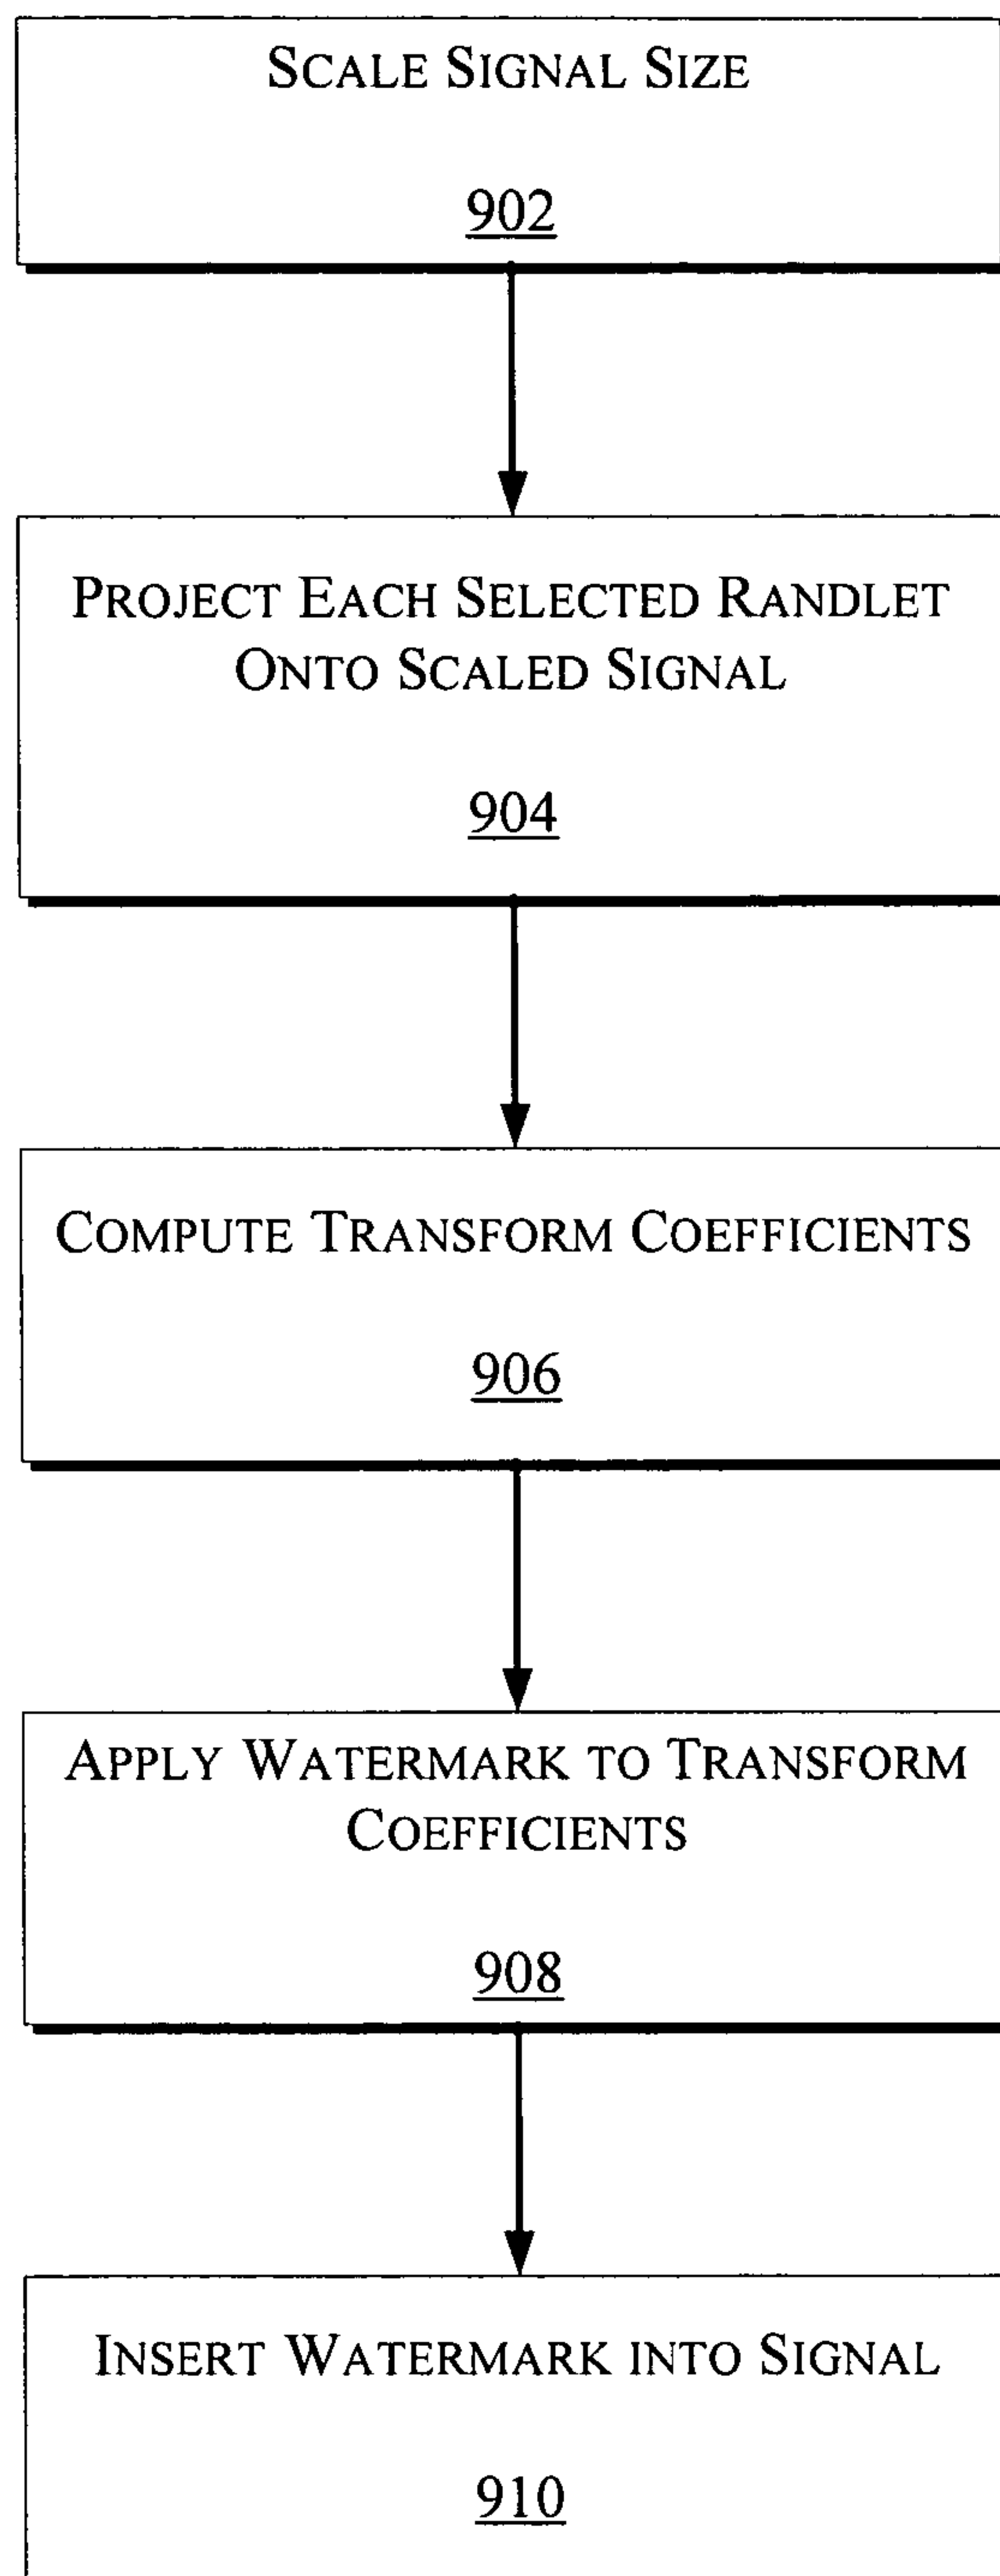 SCALE SIGNAL SIZE
902
PROJECT EACH SELECTED RANDLET
ONTO SCALED SIGNAL
904
COMPUTE TRANSFORM COEFFICIENTS
906
APPLY WATERMARK TO TRANSFORM
COEFFICIENTS
908
INSERT WATERMARK INTO SIGNAL
910